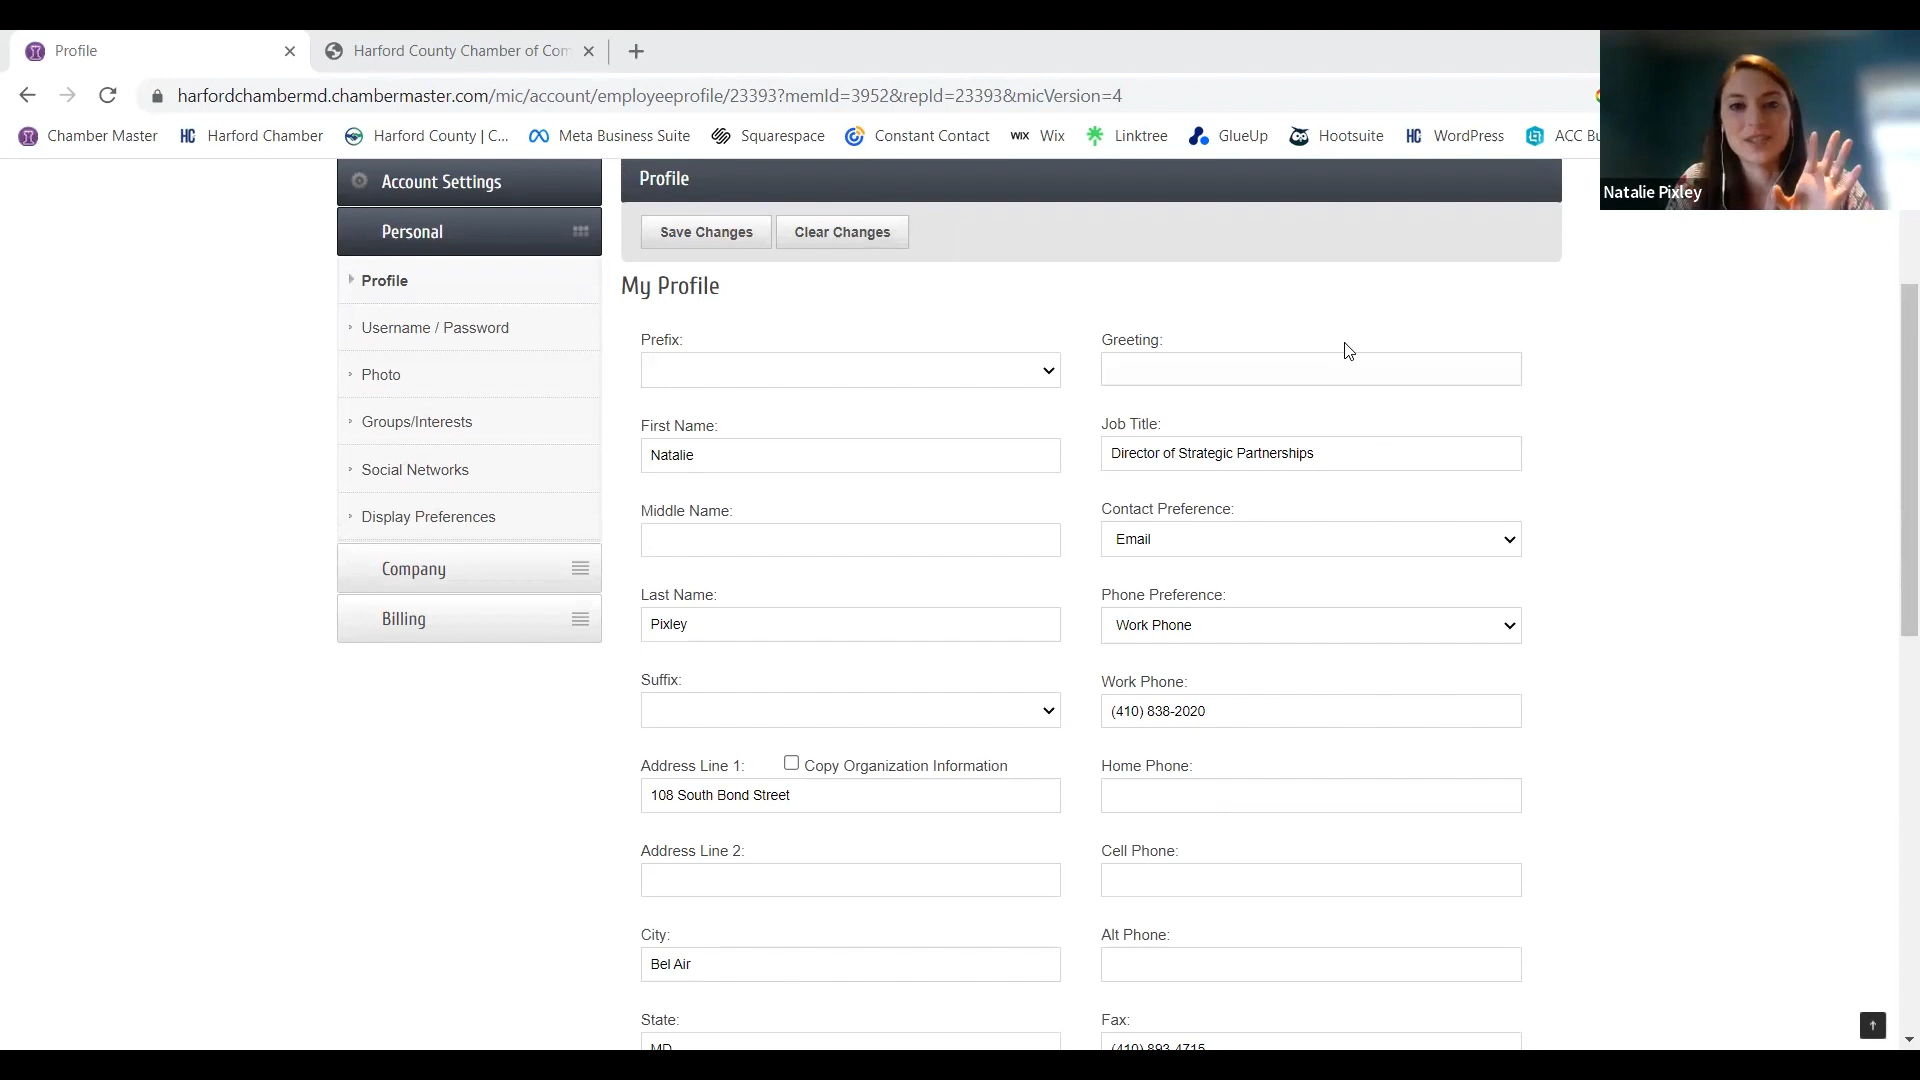 Profile
Harford County Chamber of Com
harfordchambermd.chambermaster.com/mic/account/employeeprofile/23393?memId=3952&repId=23393&micVersion=4
Chamber Master HC Harford Chamber Harford County | C... Meta Business Suite Squarespace Constant Contact WIX Wix Linktree GlueUp Hootsuite HC WordPress ACC Bu
Natalie Pixley
Account Settings
Personal
Profile
Username / Password
Photo
Groups/Interests
Social Networks
Display Preferences
Company
Billing
Profile
Save Changes Clear Changes
My Profile
Prefix:
First Name:
Natalie
Middle Name:
Last Name:
Pixley
Suffix:
Address Line 1: Copy Organization Information
108 South Bond Street
Address Line 2:
City:
Bel Air
State:
MD
Greeting:
Job Title:
Director of Strategic Partnerships
Contact Preference:
Email
Phone Preference:
Work Phone
Work Phone:
(410) 838-2020
Home Phone:
Cell Phone:
Alt Phone:
Fax:
(410) 893-4715